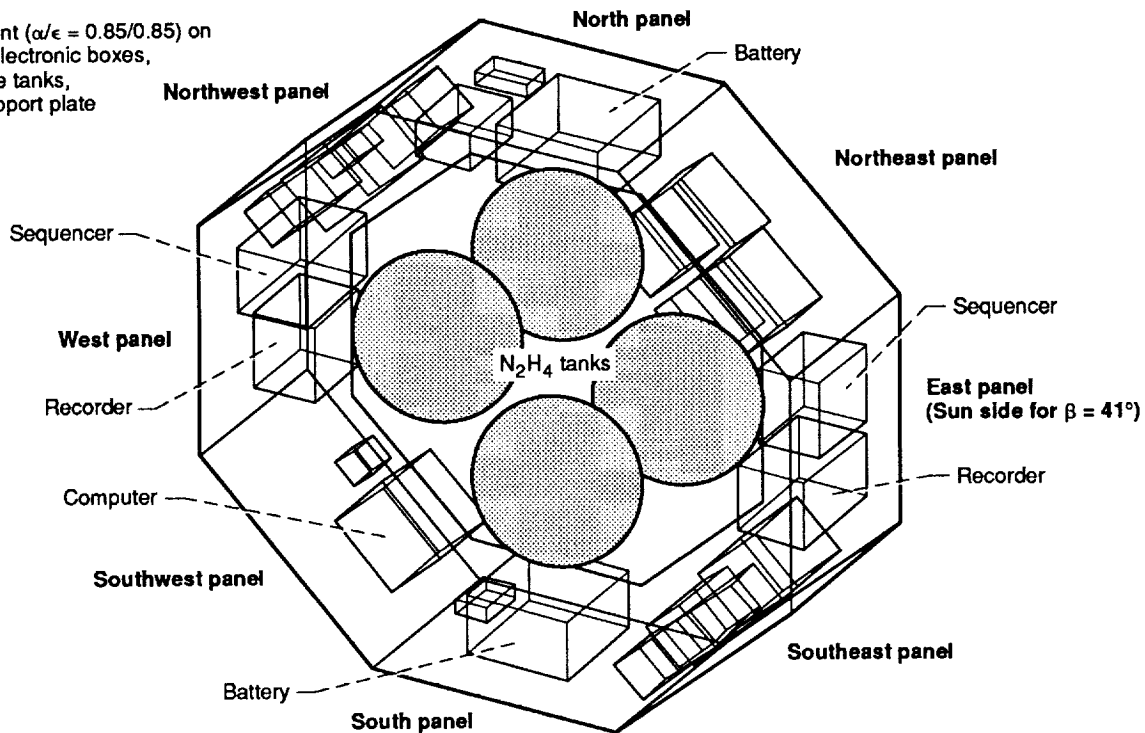 North panel
nt (α/ϵ = 0.85/0.85) on
lectronic boxes,
e tanks,
pport plate
Battery
Northwest panel
Northeast panel
Sequencer
Sequencer
West panel
N₂H₄ tanks
East panel
(Sun side for β = 41°)
Recorder
Recorder
Computer
Southwest panel
Southeast panel
Battery
South panel